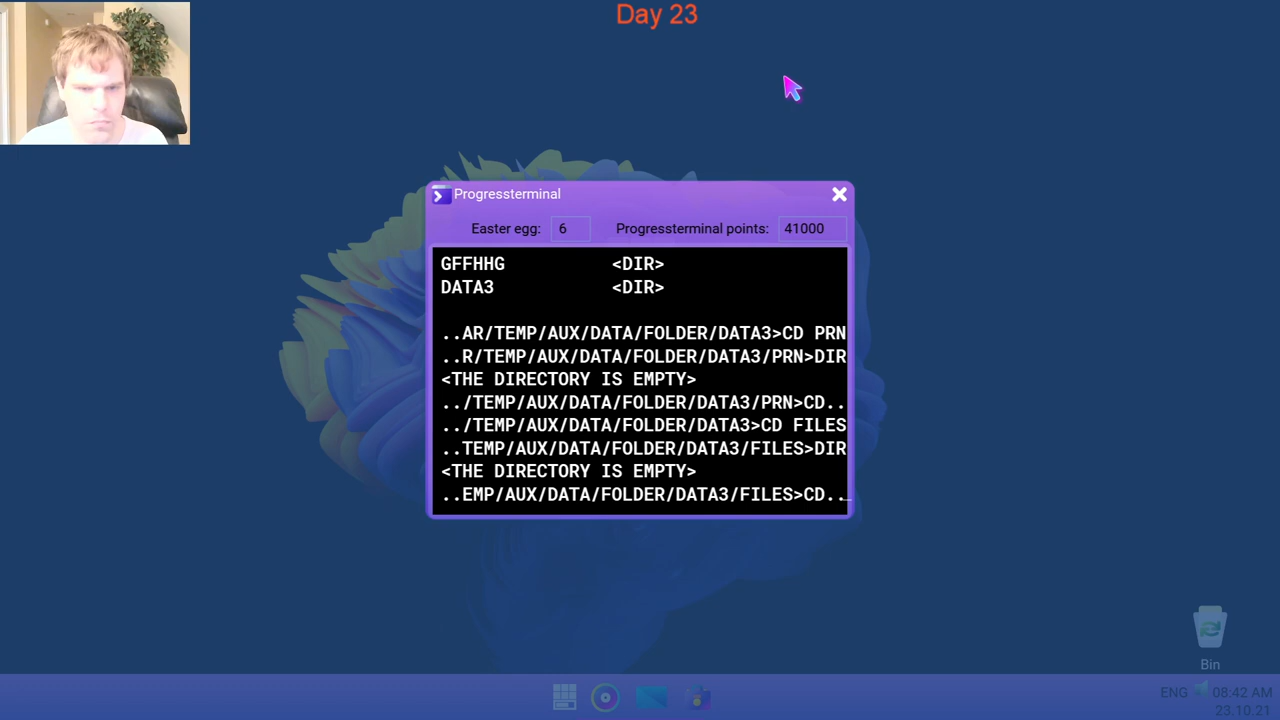 Day 23
Progressterminal
Easter egg: 6 Progressterminal points: 41000
GFFHHG <DIR>
DATA3 <DIR>
..AR/TEMP/AUX/DATA/FOLDER/DATA3>CD PRN
..R/TEMP/AUX/DATA/FOLDER/DATA3/PRN>DIR
<THE DIRECTORY IS EMPTY>
../TEMP/AUX/DATA/FOLDER/DATA3/PRN>CD..
../TEMP/AUX/DATA/FOLDER/DATA3>CD FILES
..TEMP/AUX/DATA/FOLDER/DATA3/FILES>DIR
<THE DIRECTORY IS EMPTY>
..EMP/AUX/DATA/FOLDER/DATA3/FILES>CD.._
Bin
ENG 08:42 AM
23.10.21